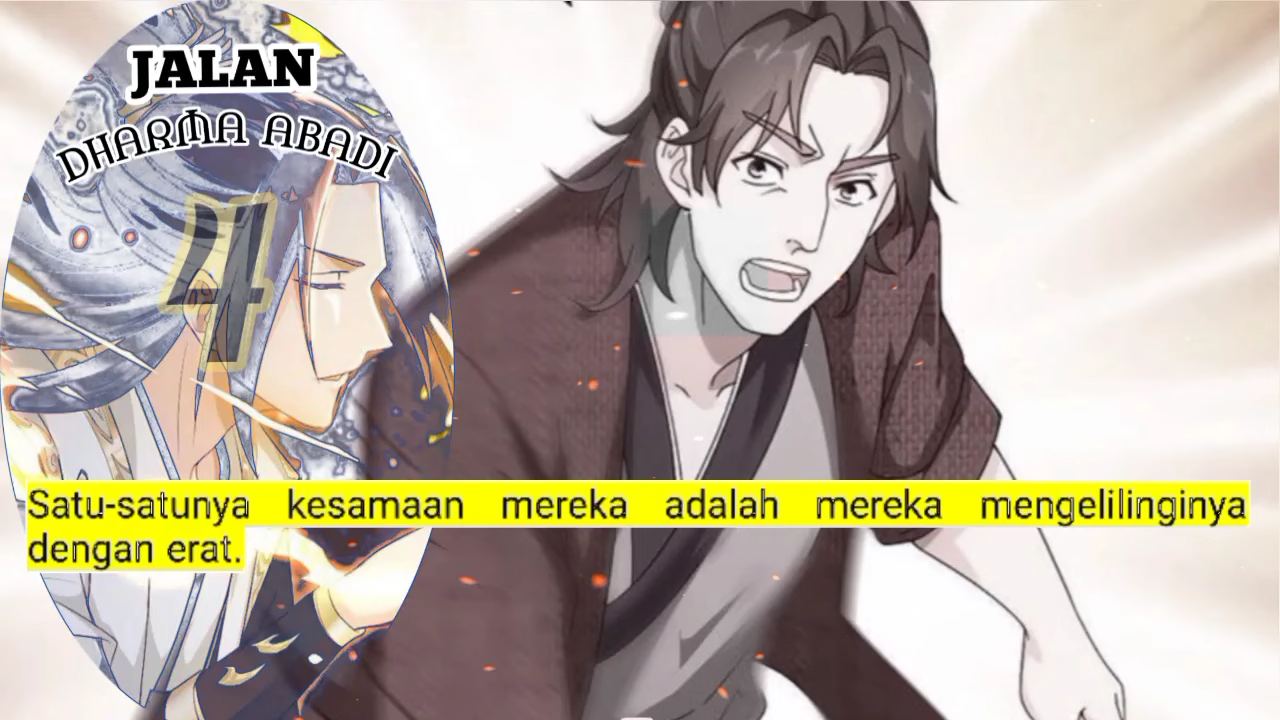 JALAN
DHARMA ABADI
4
Satu-satunya kesamaan mereka adalah mereka mengelilinginya
dengan erat.